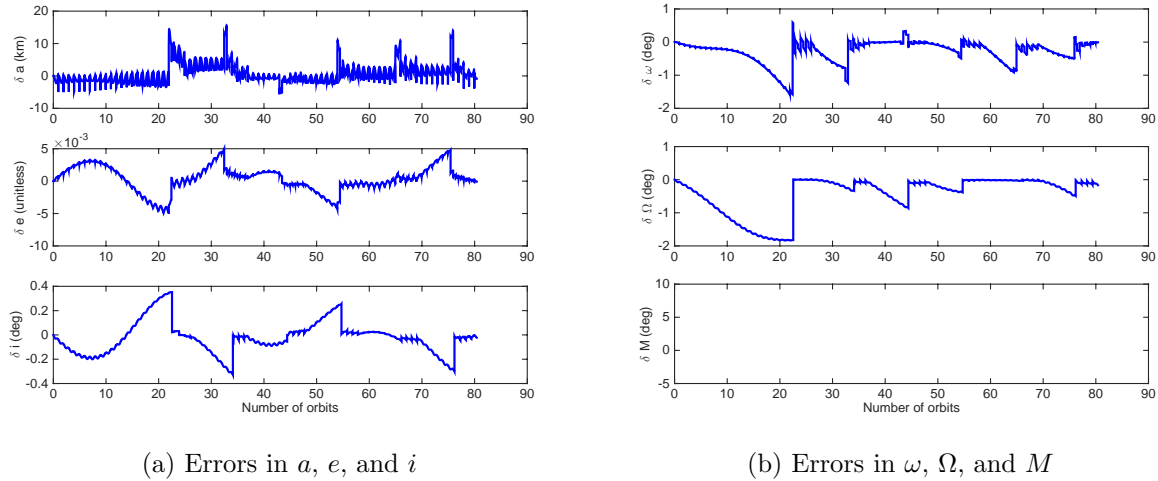 20
10
0
-10
δ a (km)
0 10 20 30 40 50 60 70 80 90
×10⁻³
5
0
-5
-10
δ e (unitless)
0 10 20 30 40 50 60 70 80 90
0.4
0.2
0
-0.2
-0.4
δ i (deg)
0 10 20 30 40 50 60 70 80 90
Number of orbits
(a) Errors in a, e, and i
1
0
-1
-2
δ ω (deg)
0 10 20 30 40 50 60 70 80 90
1
0
-1
-2
δ Ω (deg)
0 10 20 30 40 50 60 70 80 90
10
5
0
-5
δ M (deg)
0 10 20 30 40 50 60 70 80 90
Number of orbits
(b) Errors in ω, Ω, and M